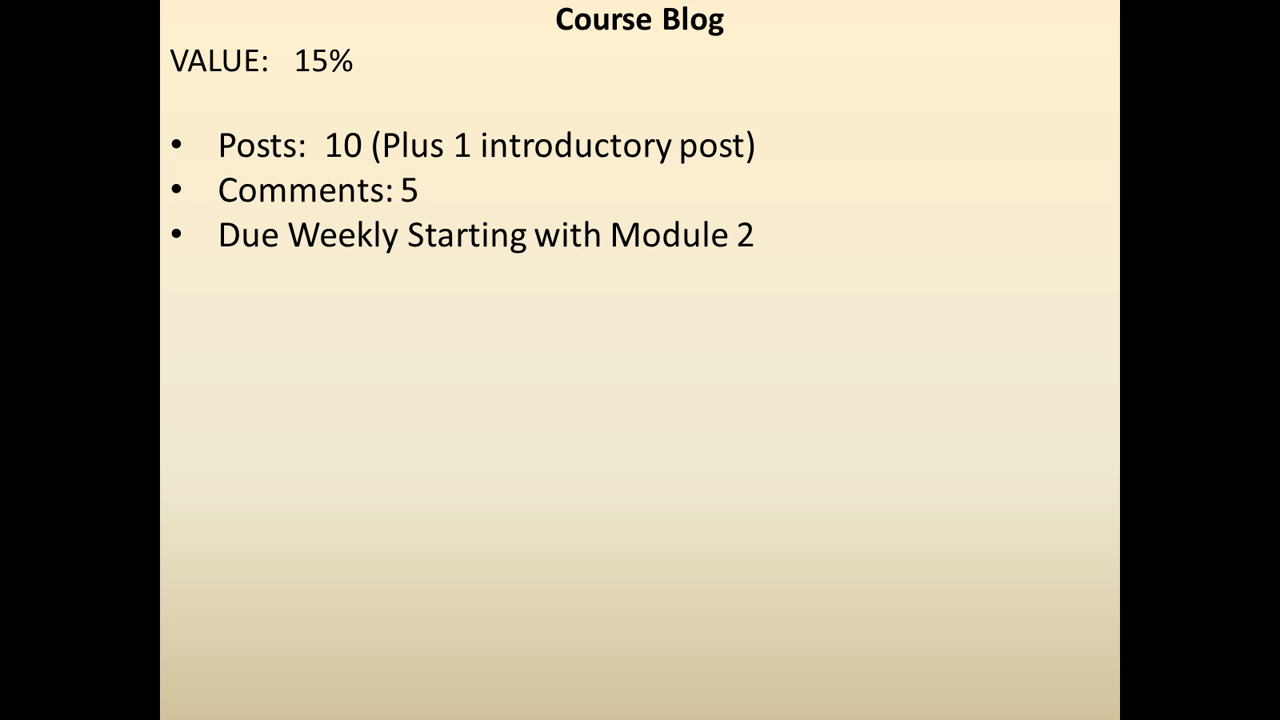 Course Blog
VALUE: 15%
• Posts: 10 (Plus 1 introductory post)
• Comments: 5
• Due Weekly Starting with Module 2